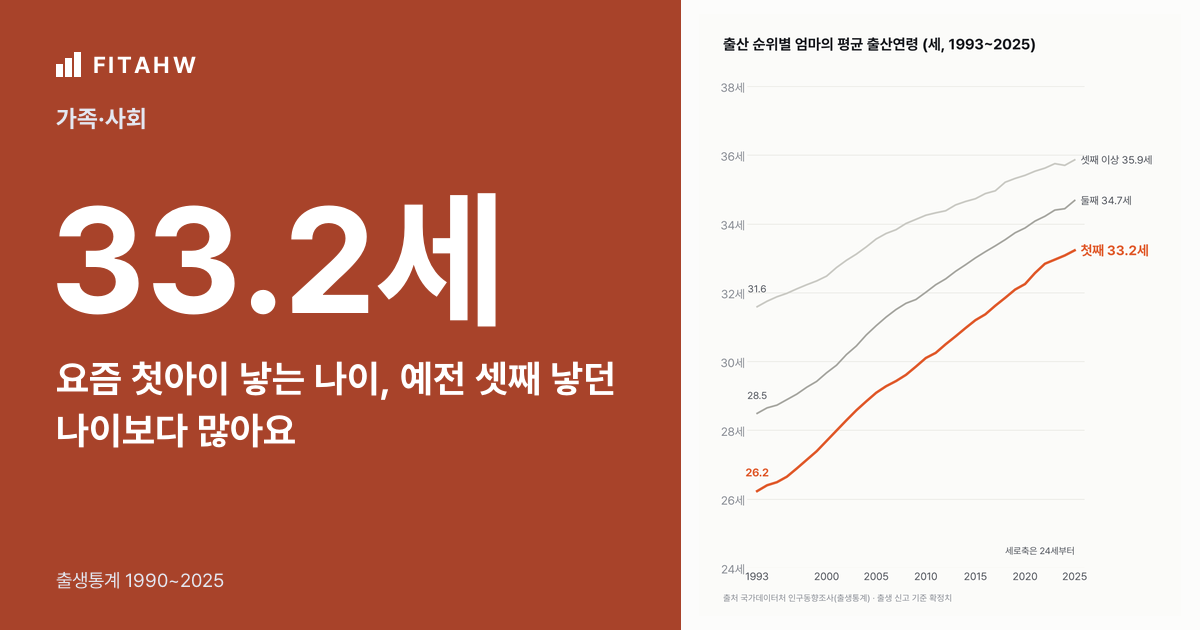 FITAHW
가족·사회
33.2세
요즘 첫아이 낳는 나이, 예전 셋째 낳던
나이보다 많아요
출생통계 1990~2025
출산 순위별 엄마의 평균 출산연령 (세, 1993~2025)
38세
36세
셋째 이상 35.9세
둘째 34.7세
34세
첫째 33.2세
32세
31.6
30세
28.5
28세
26.2
26세
세로축은 24세부터
24세
1993 2000 2005 2010 2015 2020 2025
출처 국가데이터처 인구동향조사(출생통계) · 출생 신고 기준 확정치